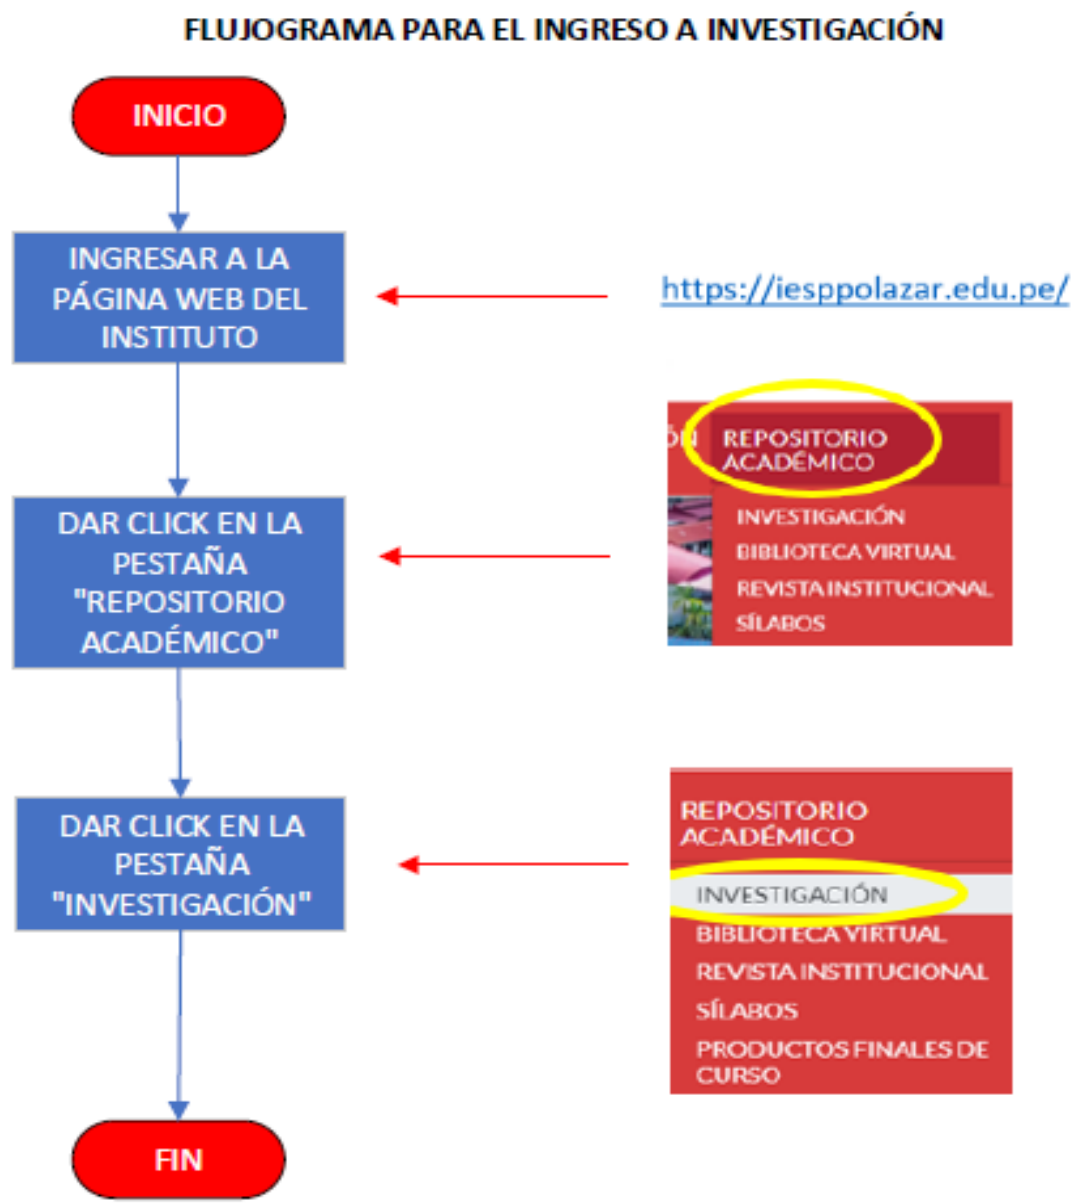 FLUJOGRAMA PARA EL INGRESO A INVESTIGACIÓN
INICIO
INGRESAR A LA
PÁGINA WEB DEL
INSTITUTO
https://iesppolazar.edu.pe/
DAR CLICK EN LA
PESTAÑA
"REPOSITORIO
ACADÉMICO"
ÓN
REPOSITORIO
ACADÉMICO
INVESTIGACIÓN
BIBLIOTECA VIRTUAL
REVISTA INSTITUCIONAL
SÍLABOS
DAR CLICK EN LA
PESTAÑA
"INVESTIGACIÓN"
REPOSITORIO
ACADÉMICO
INVESTIGACIÓN
BIBLIOTECA VIRTUAL
REVISTA INSTITUCIONAL
SÍLABOS
PRODUCTOS FINALES DE
CURSO
FIN